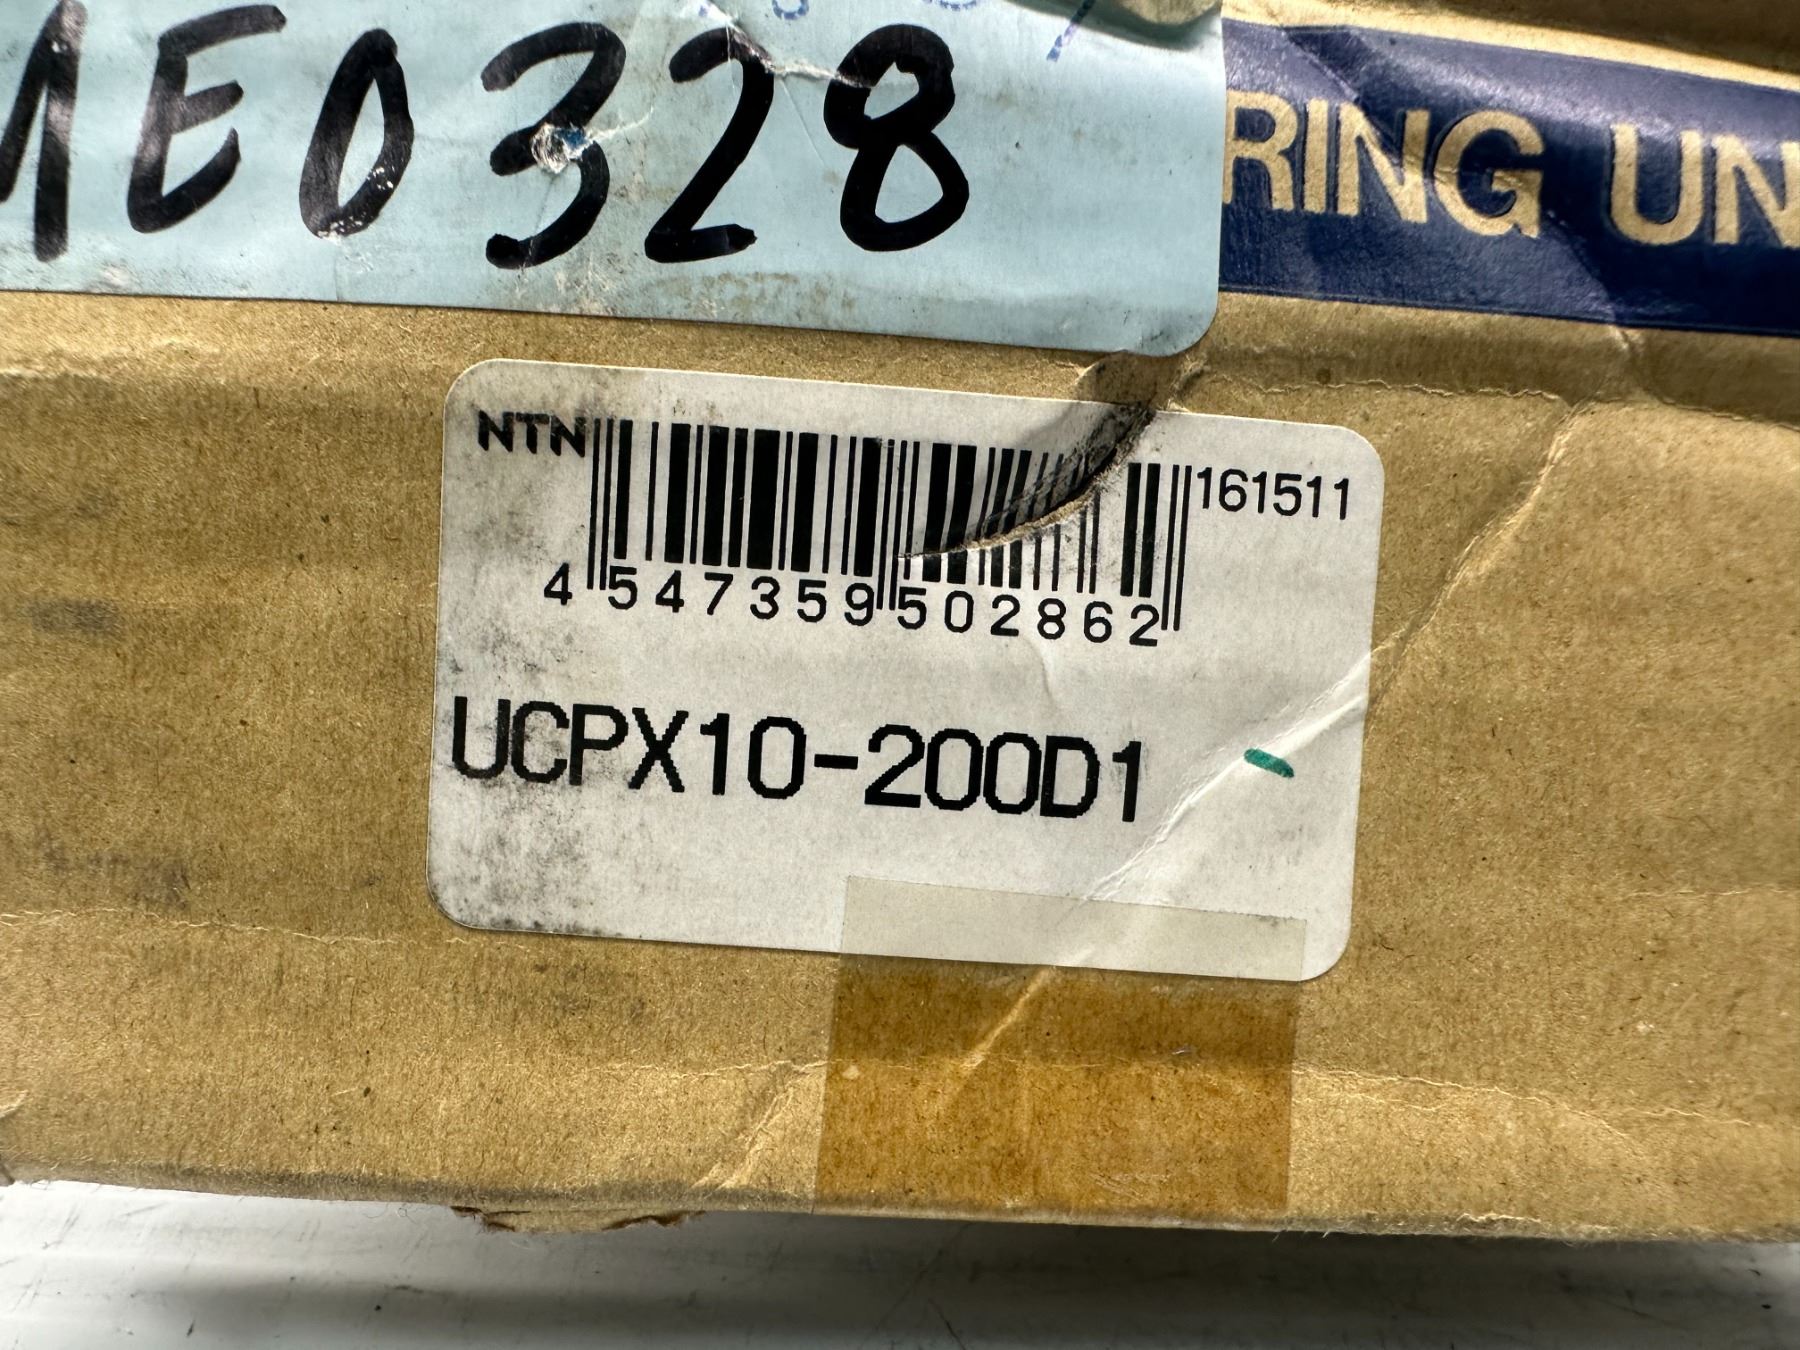 ME0328
RING UN
NTN
161511
4 547359 502862
UCPX10-200D1